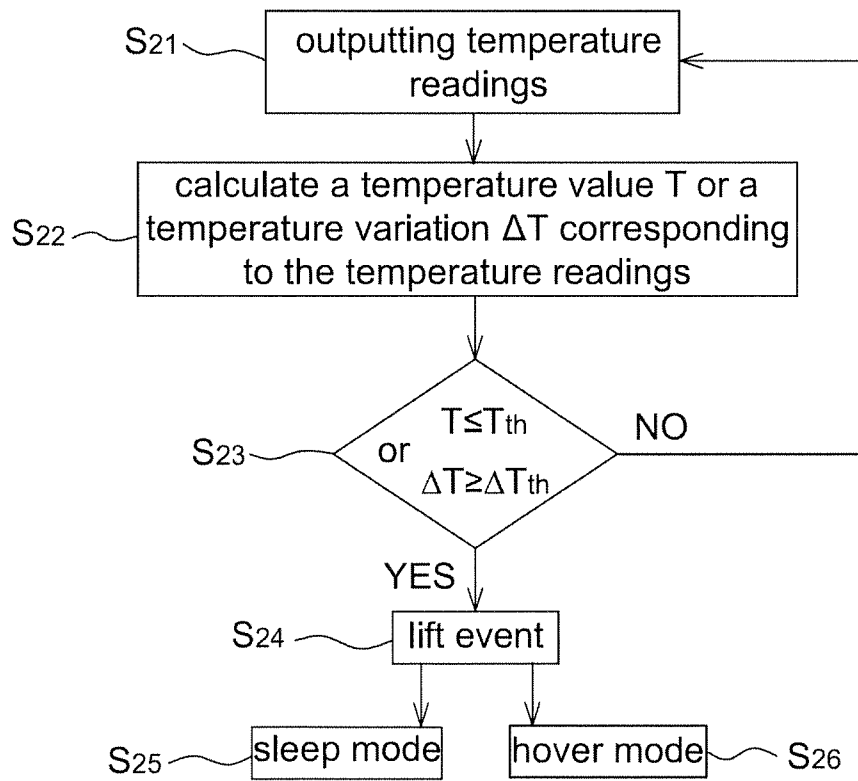 S21
outputting temperature
readings
S22
calculate a temperature value T or a
temperature variation ΔT corresponding
to the temperature readings
S23
T≤Tth
or
ΔT≥ΔTth
NO
YES
S24
lift event
S25
sleep mode
hover mode
S26